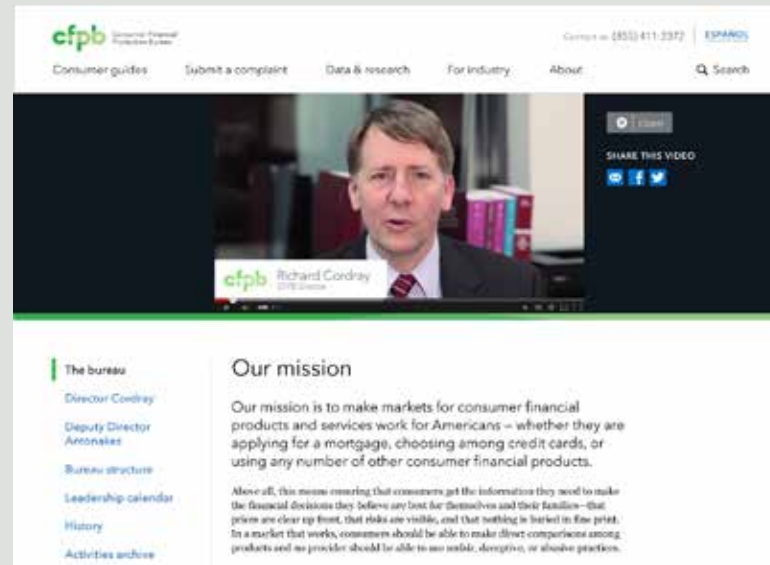 cfpb Consumer Financial
Protection Bureau
Contact us (855) 411-2372
ESPAÑOL
Consumer guides
Submit a complaint
Data & research
For industry
About
Search
SHARE THIS VIDEO
cfpb Richard Cordray
CFPB Director
The bureau
Director Cordray
Deputy Director
Antonakes
Bureau structure
Leadership calendar
History
Activities archive
Our mission
Our mission is to make markets for consumer financial
products and services work for Americans – whether they are
applying for a mortgage, choosing among credit cards, or
using any number of other consumer financial products.
Above all, this means ensuring that consumers get the information they need to make
the financial decisions they believe are best for themselves and their families–that
prices are clear up front, that risks are visible, and that nothing is buried in fine print.
In a market that works, consumers should be able to make direct comparisons among
products and no provider should be able to use unfair, deceptive, or abusive practices.